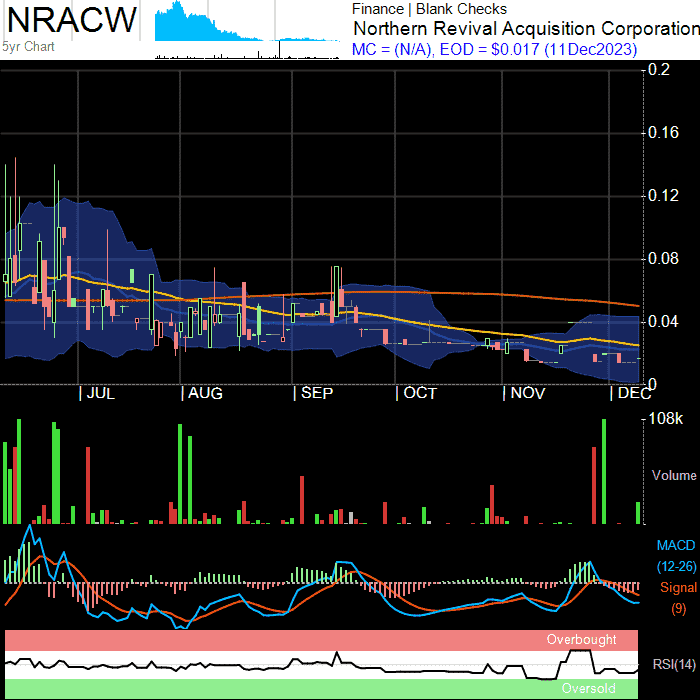 NRACW
5yr Chart
Finance | Blank Checks
Northern Revival Acquisition Corporation
MC = (N/A), EOD = $0.017 (11Dec2023)
0.2
0.16
0.12
0.08
0.04
0
JUL AUG SEP OCT NOV DEC
108k
Volume
MACD
(12-26)
Signal
(9)
Overbought
RSI(14)
Oversold